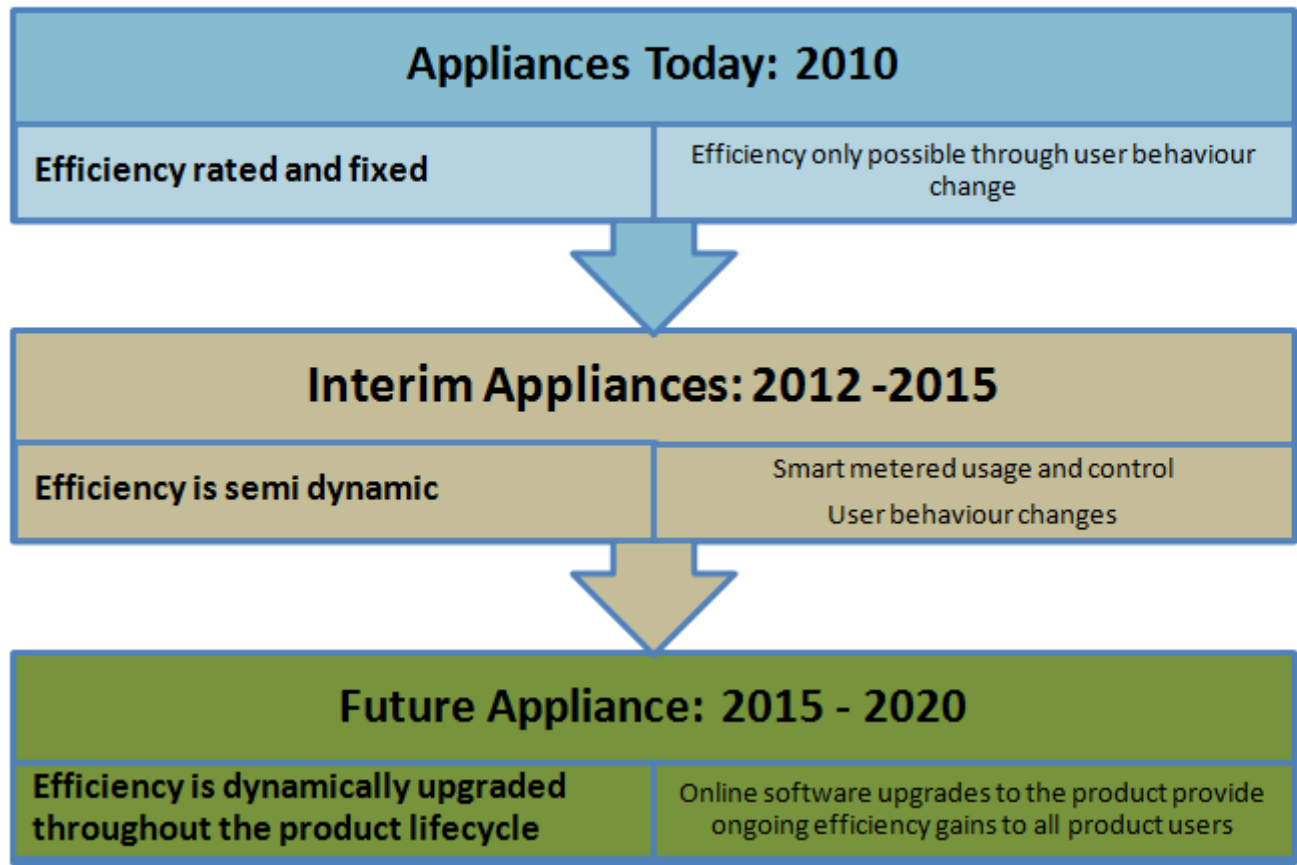 Appliances Today: 2010
Efficiency rated and fixed
Efficiency only possible through user behaviour
change
Interim Appliances: 2012 -2015
Efficiency is semi dynamic
Smart metered usage and control
User behaviour changes
Future Appliance: 2015 - 2020
Efficiency is dynamically upgraded
throughout the product lifecycle
Online software upgrades to the product provide
ongoing efficiency gains to all product users